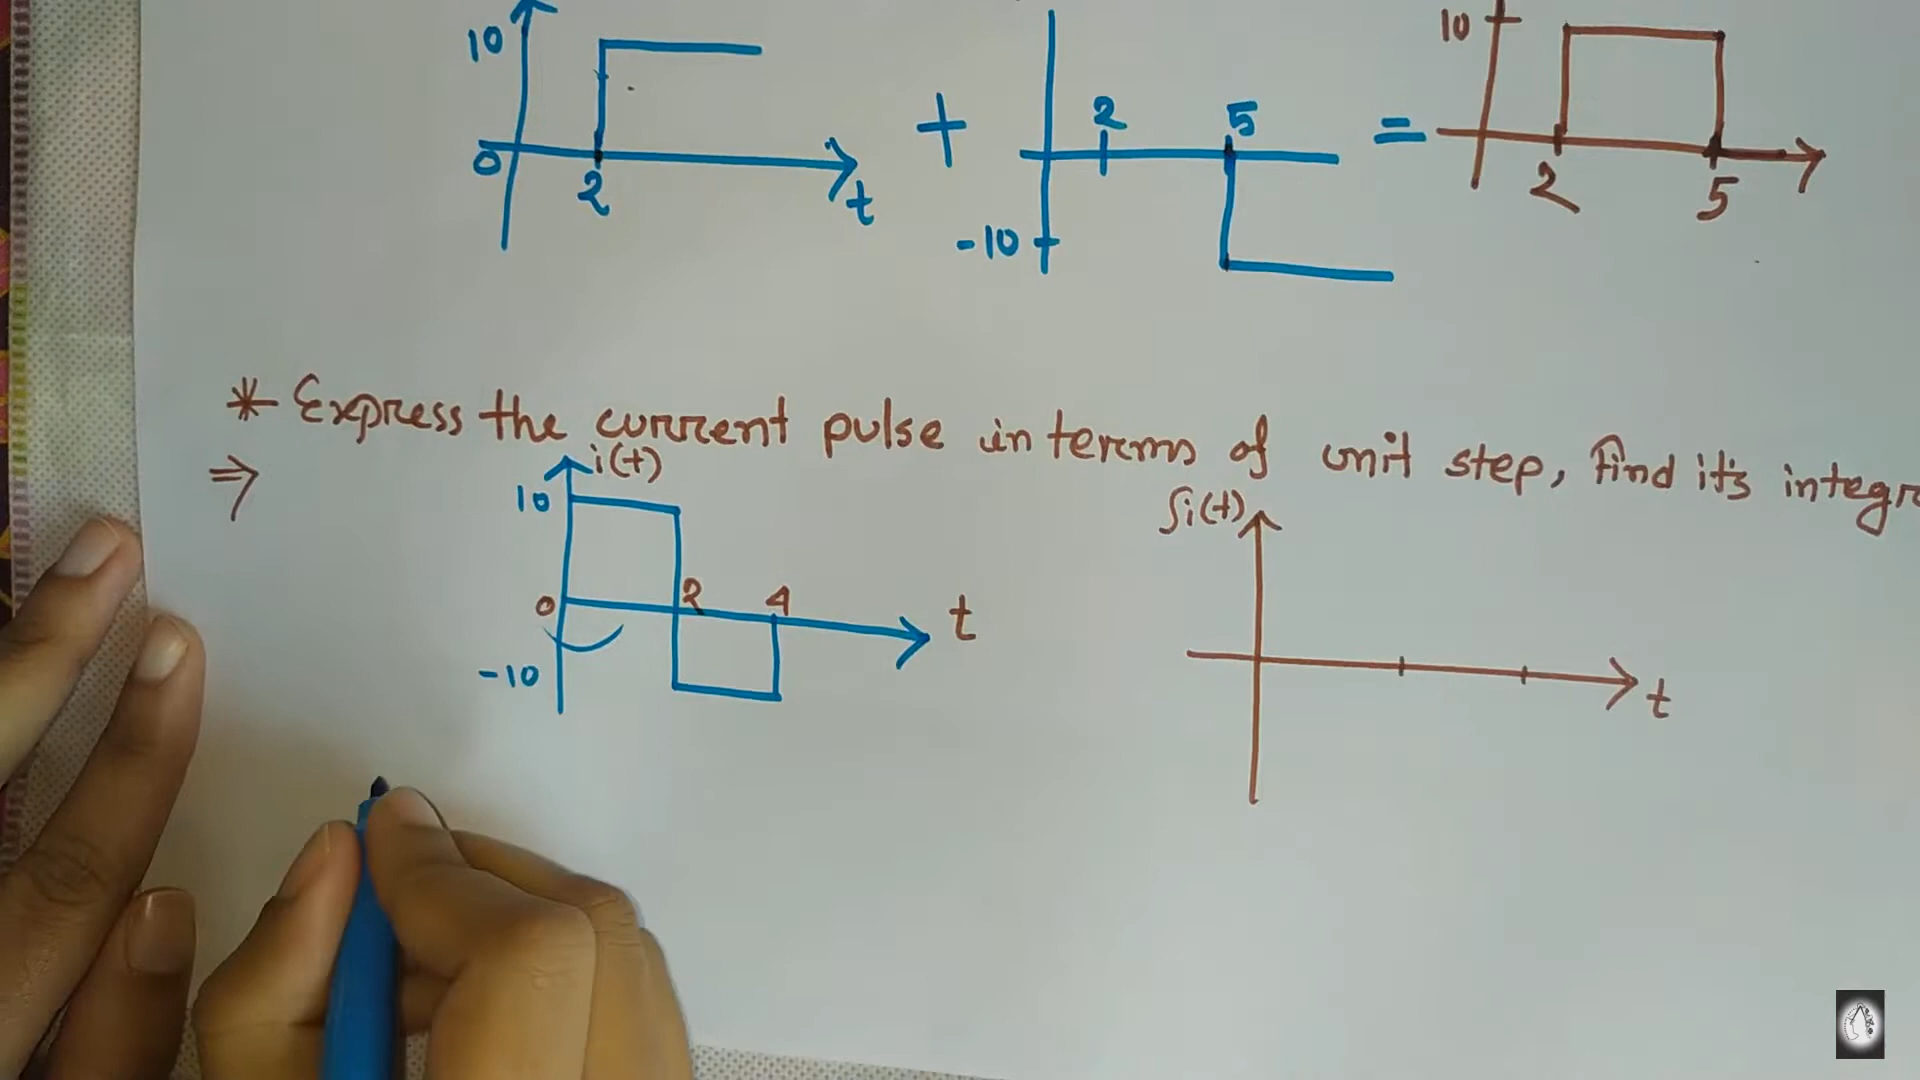 10
0
2
t
+
2
5
-10
=
10
2
5
* Express the current pulse in terms of unit step, find it's
⇒
i(t)
10
0
2
4
t
-10
∫i(t)
t